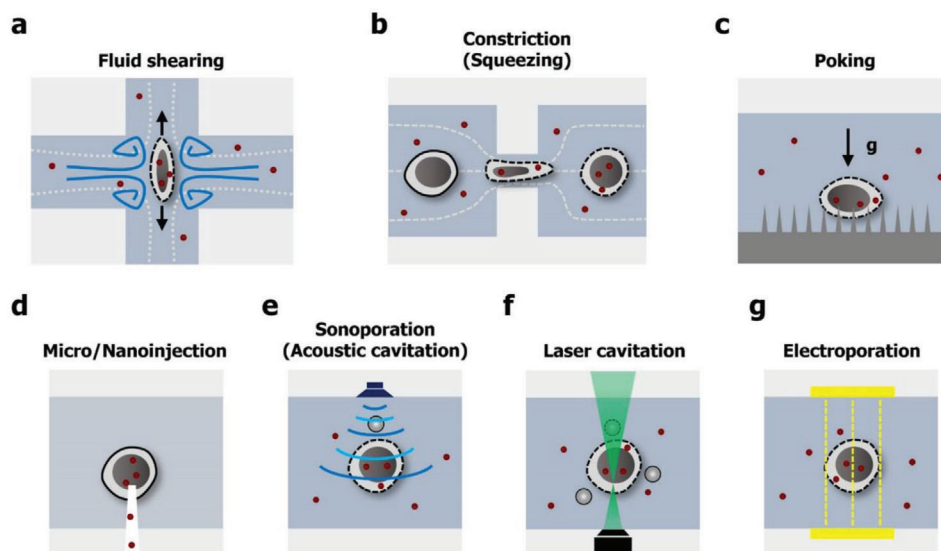 a
Fluid shearing
b
Constriction
(Squeezing)
c
Poking
g
d
Micro/Nanoinjection
e
Sonoporation
(Acoustic cavitation)
f
Laser cavitation
g
Electroporation